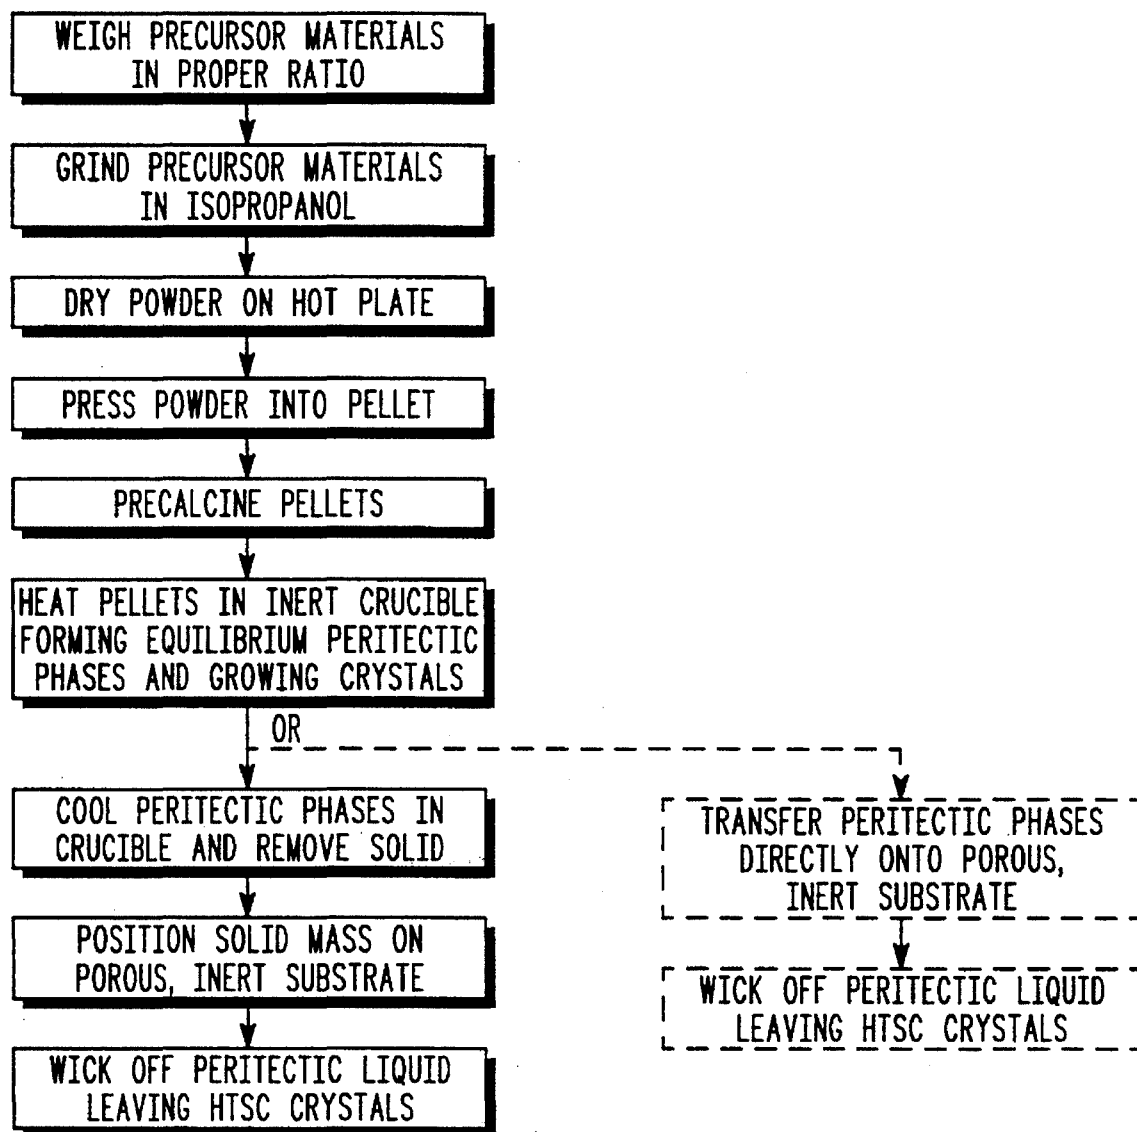 WEIGH PRECURSOR MATERIALS
IN PROPER RATIO
GRIND PRECURSOR MATERIALS
IN ISOPROPANOL
DRY POWDER ON HOT PLATE
PRESS POWDER INTO PELLET
PRECALCINE PELLETS
HEAT PELLETS IN INERT CRUCIBLE
FORMING EQUILIBRIUM PERITECTIC
PHASES AND GROWING CRYSTALS
OR
COOL PERITECTIC PHASES IN
CRUCIBLE AND REMOVE SOLID
POSITION SOLID MASS ON
POROUS, INERT SUBSTRATE
WICK OFF PERITECTIC LIQUID
LEAVING HTSC CRYSTALS
TRANSFER PERITECTIC PHASES
DIRECTLY ONTO POROUS,
INERT SUBSTRATE
WICK OFF PERITECTIC LIQUID
LEAVING HTSC CRYSTALS